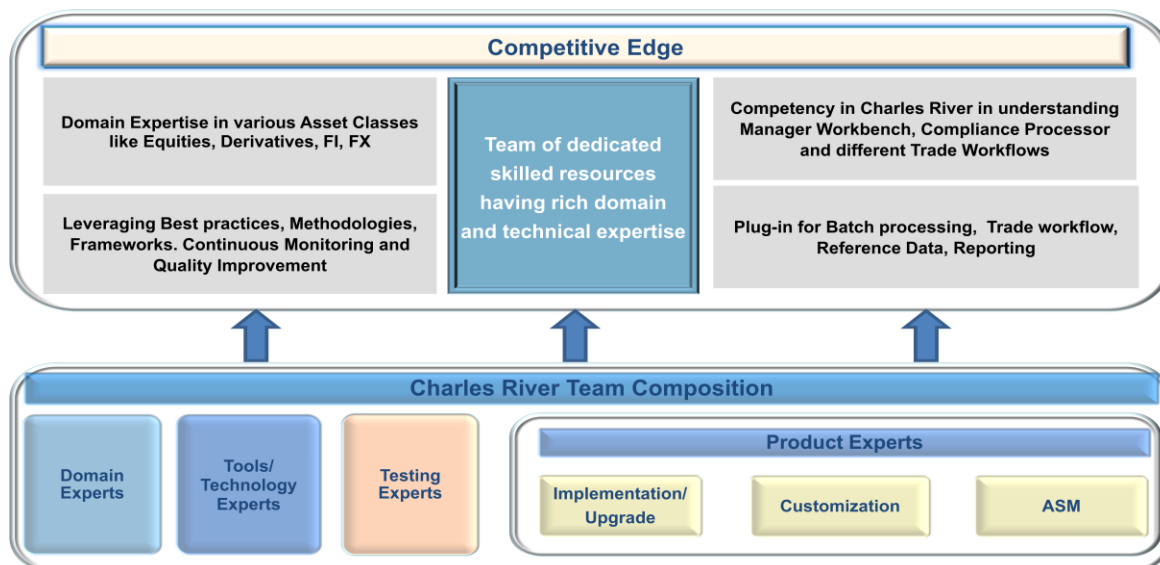 Competitive Edge
Domain Expertise in various Asset Classes
like Equities, Derivatives, FI, FX
Leveraging Best practices, Methodologies,
Frameworks. Continuous Monitoring and
Quality Improvement
Team of dedicated
skilled resources
having rich domain
and technical expertise
Competency in Charles River in understanding
Manager Workbench, Compliance Processor
and different Trade Workflows
Plug-in for Batch processing, Trade workflow,
Reference Data, Reporting
Charles River Team Composition
Domain
Experts
Tools/
Technology
Experts
Testing
Experts
Product Experts
Implementation/
Upgrade
Customization
ASM